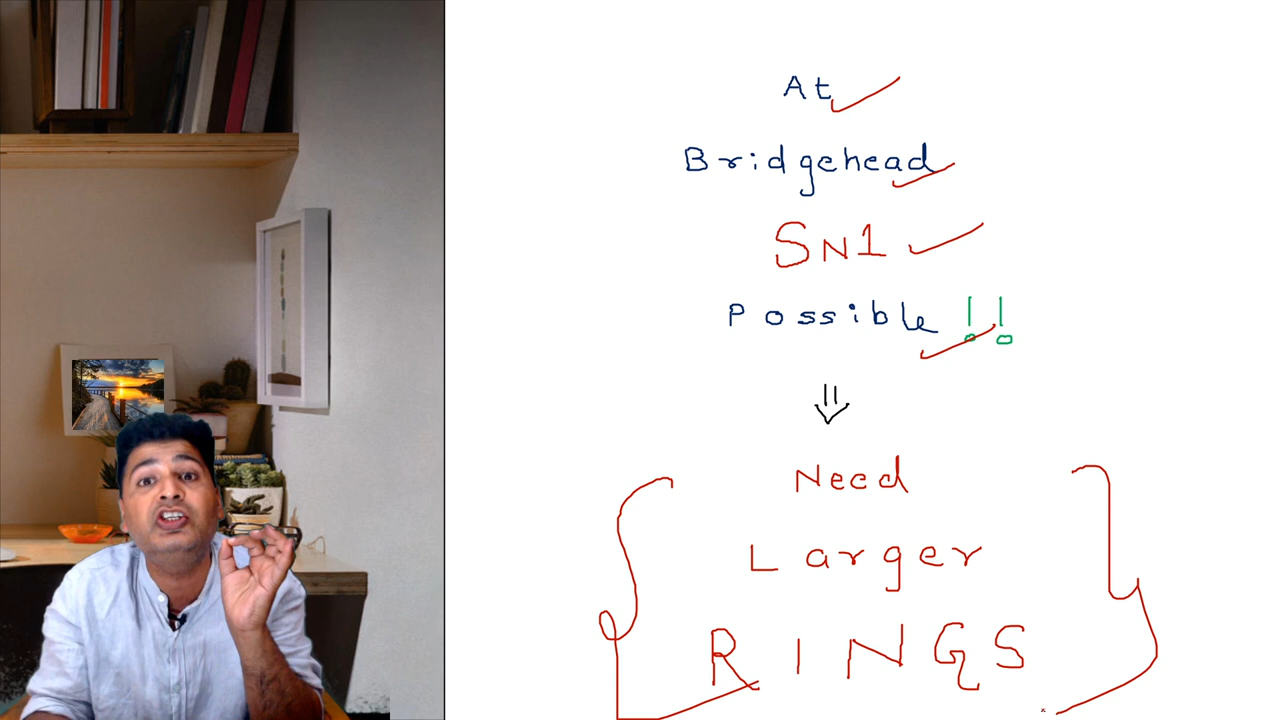 At
Bridgehead
SN1
Possible !!
⇓
Need
Larger
RINGS